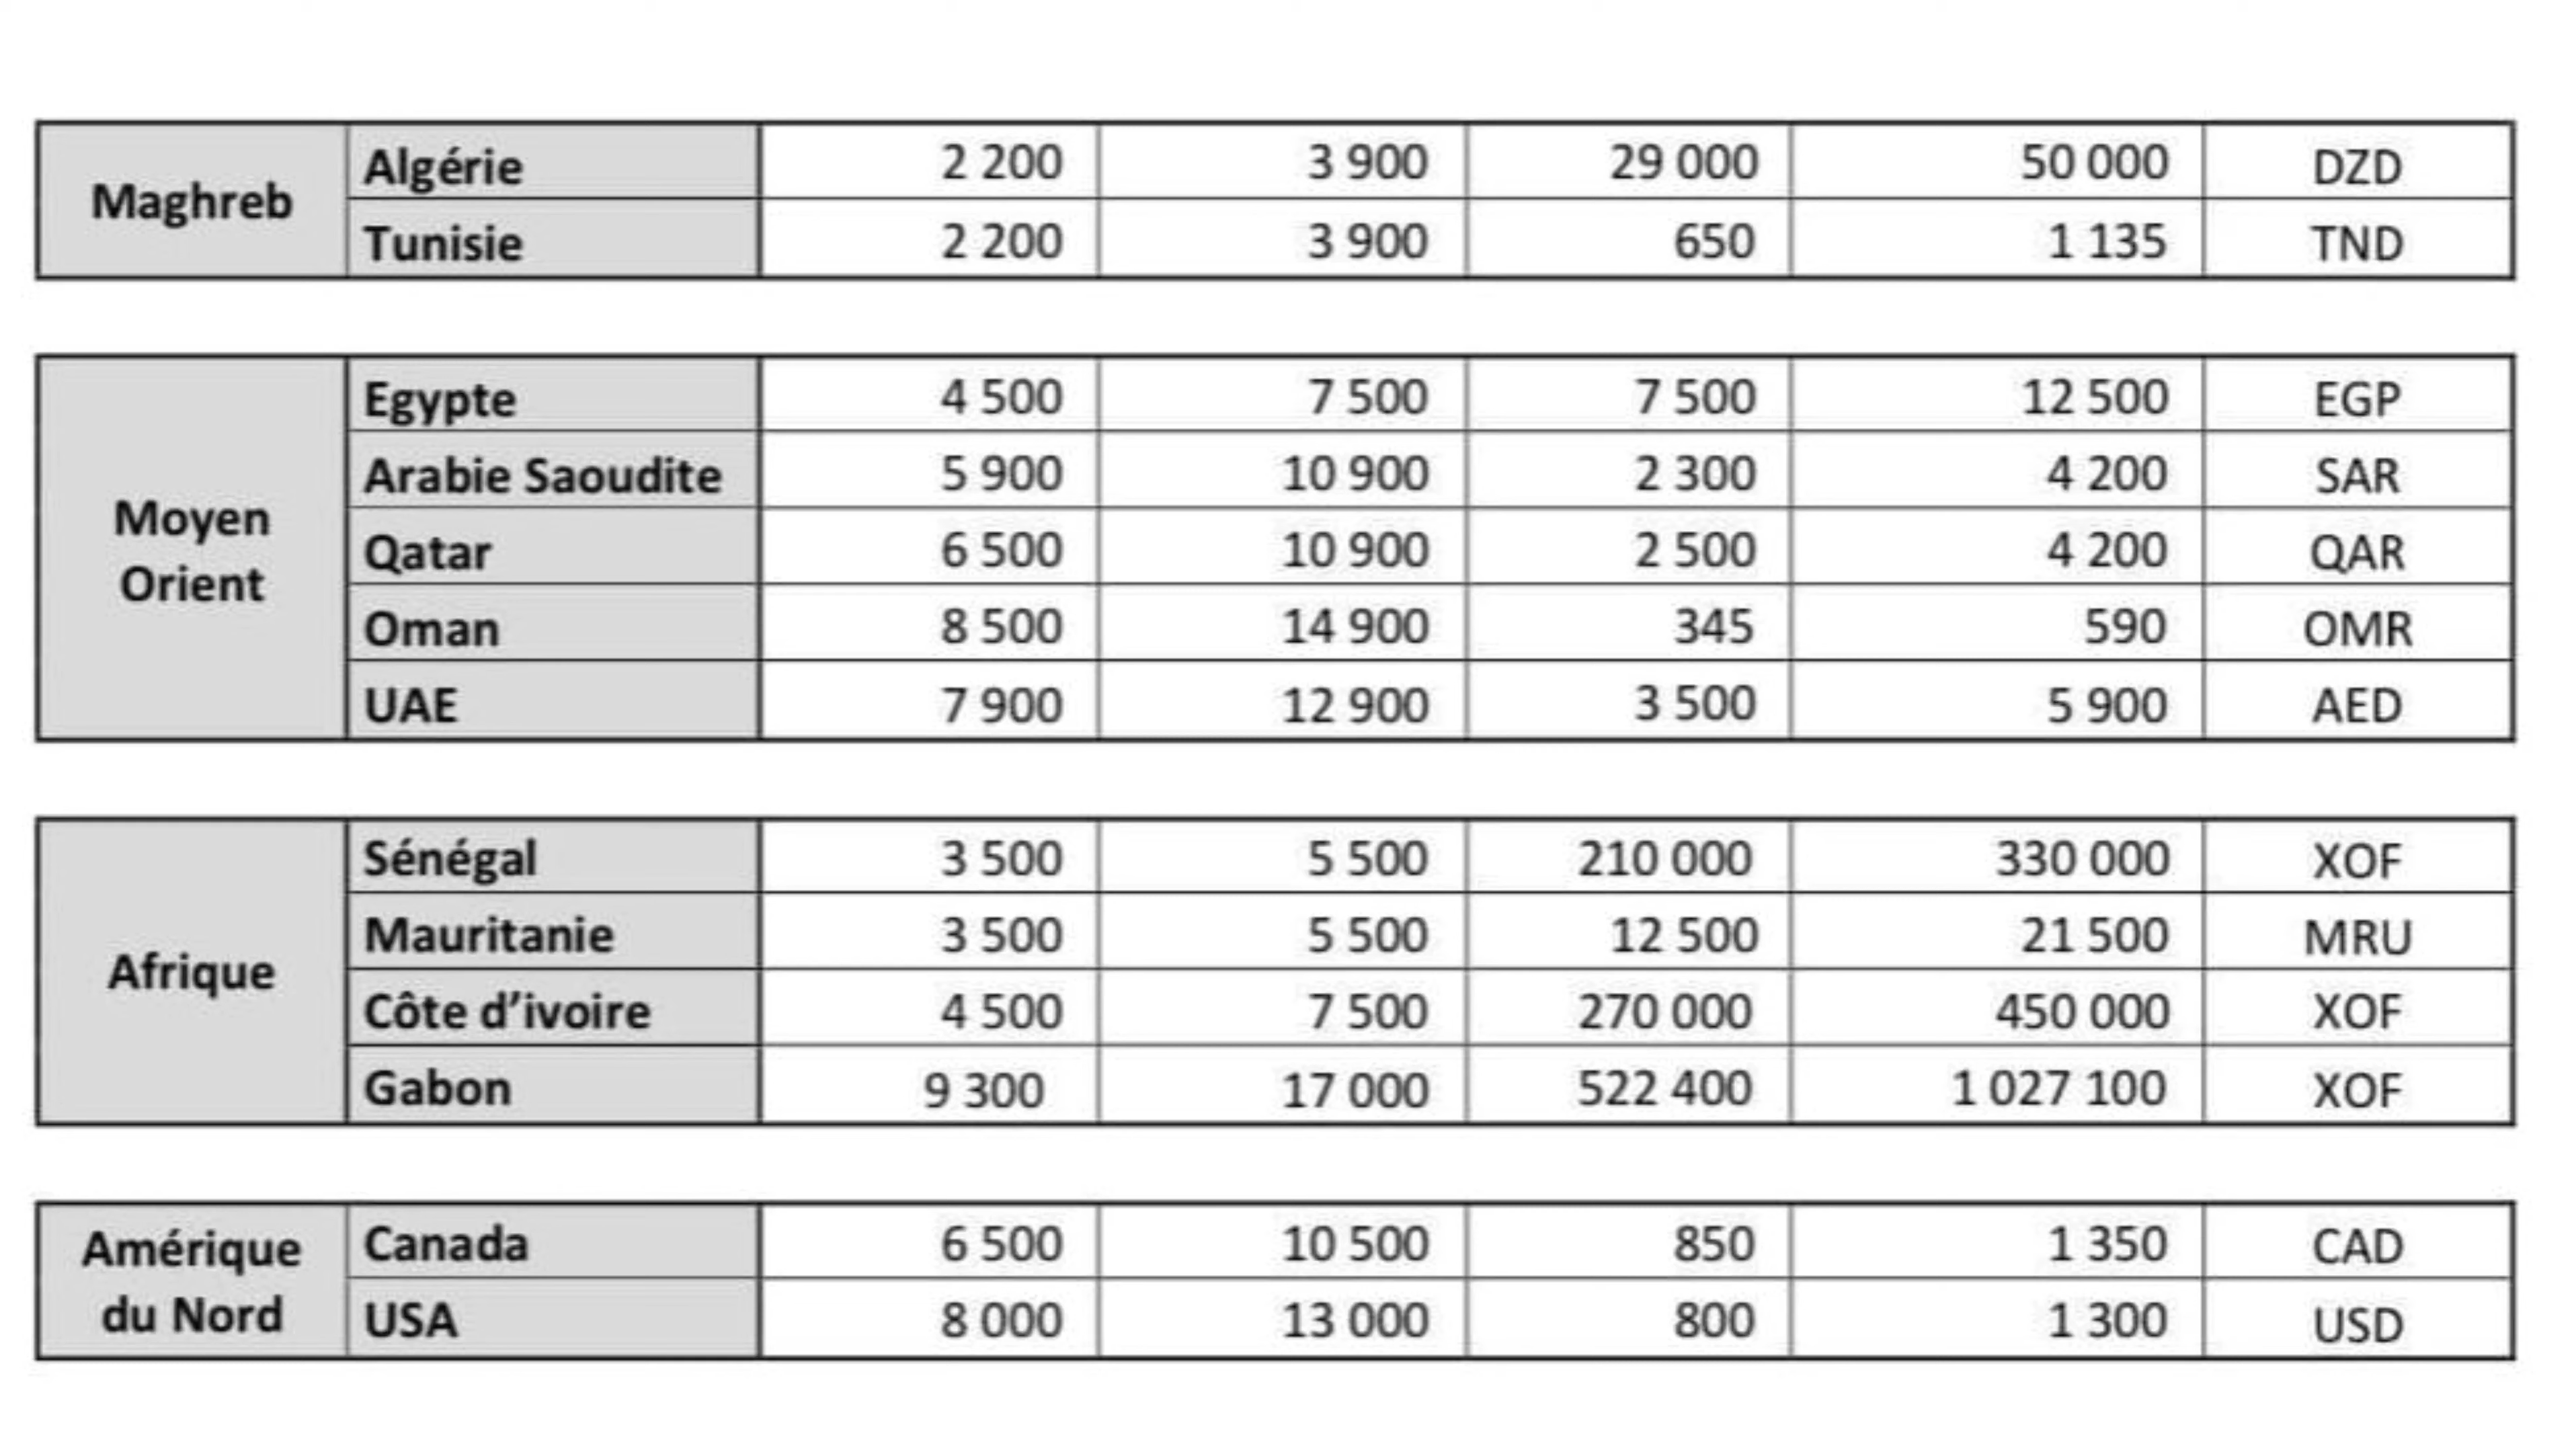 Maghreb
Algérie 2 200 3 900 29 000 50 000 DZD
Tunisie 2 200 3 900 650 1 135 TND
Moyen
Orient
Egypte 4 500 7 500 7 500 12 500 EGP
Arabie Saoudite 5 900 10 900 2 300 4 200 SAR
Qatar 6 500 10 900 2 500 4 200 QAR
Oman 8 500 14 900 345 590 OMR
UAE 7 900 12 900 3 500 5 900 AED
Afrique
Sénégal 3 500 5 500 210 000 330 000 XOF
Mauritanie 3 500 5 500 12 500 21 500 MRU
Côte d’ivoire 4 500 7 500 270 000 450 000 XOF
Gabon 9 300 17 000 522 400 1 027 100 XOF
Amérique
du Nord
Canada 6 500 10 500 850 1 350 CAD
USA 8 000 13 000 800 1 300 USD